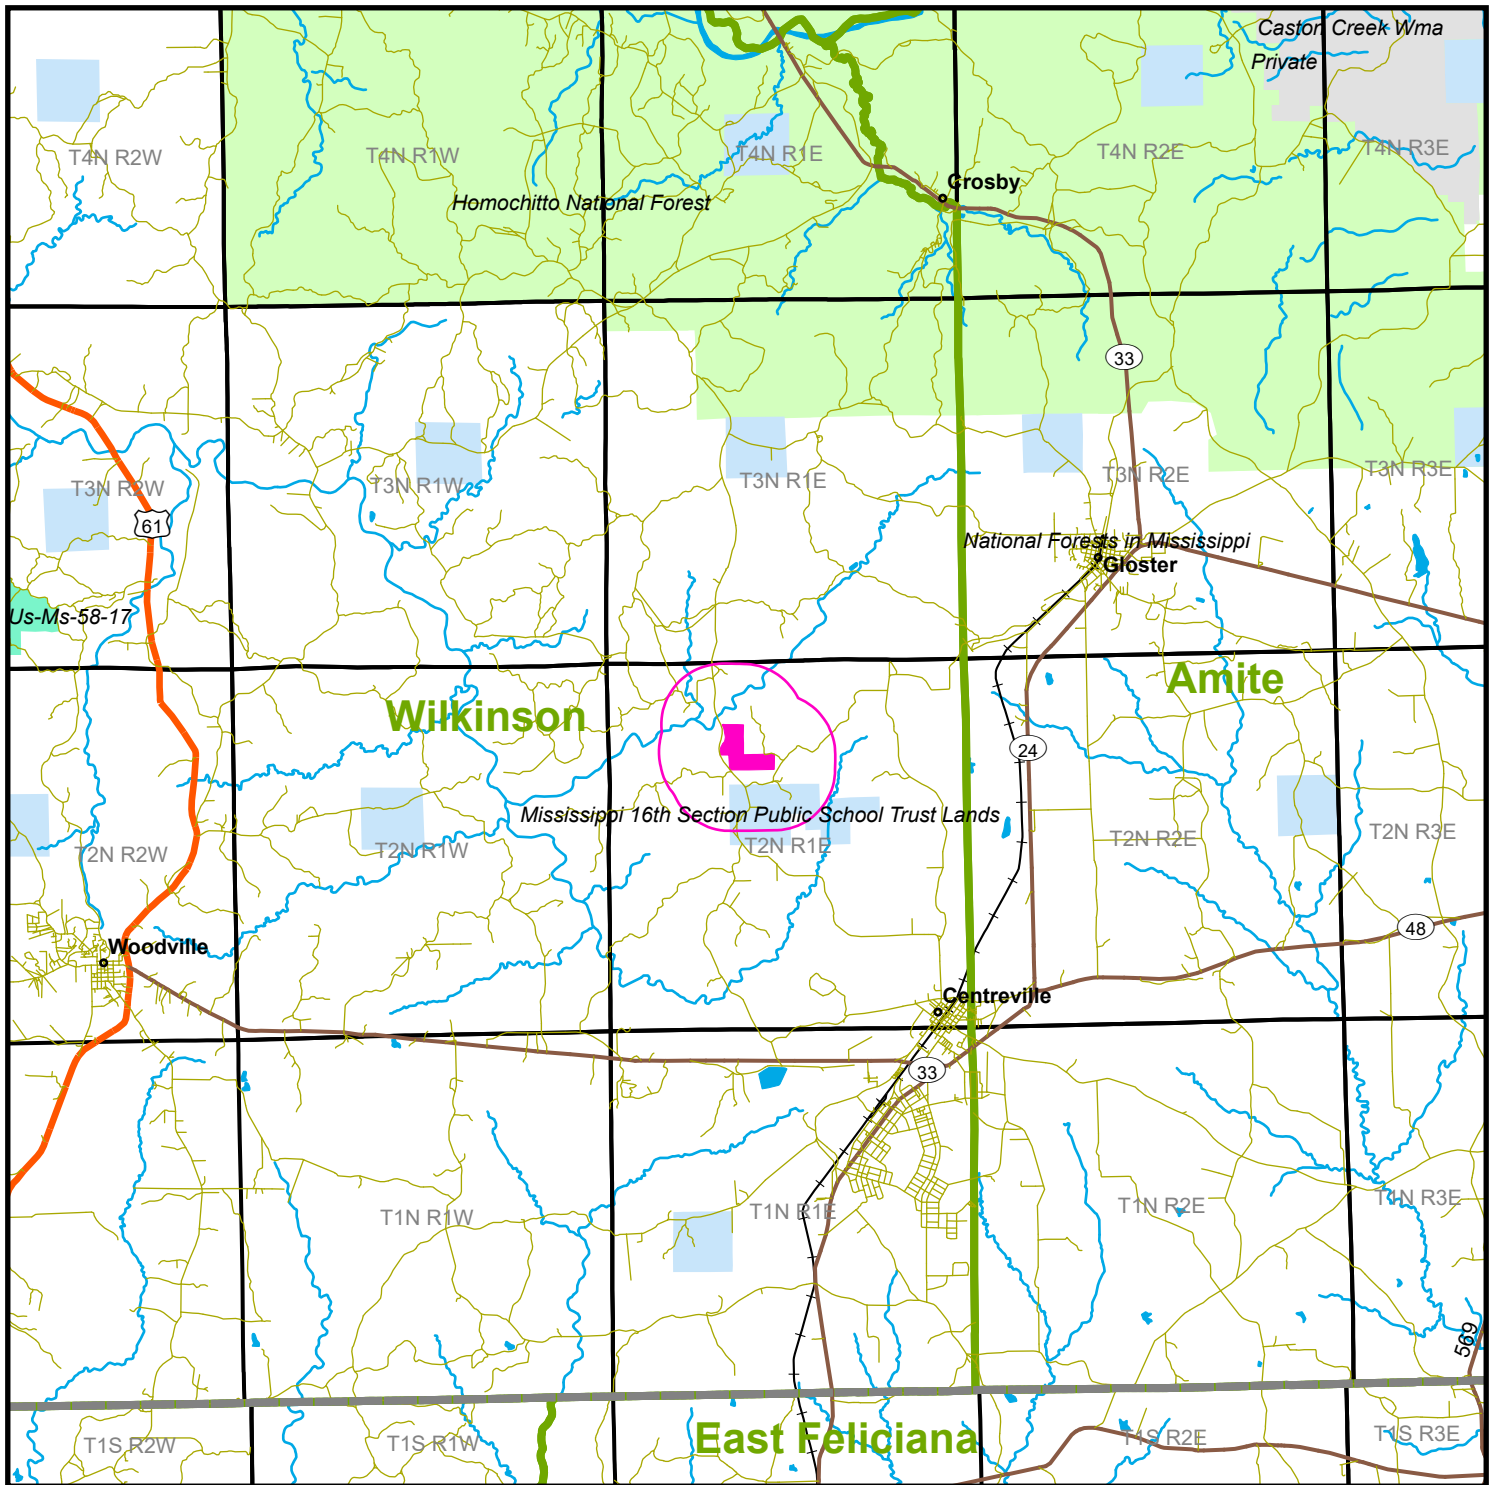 Caston Creek Wma
Private
T4N R2W
T4N R1W
T4N R1E
T4N R2E
T4N R3E
Crosby
Homochitto National Forest
33
T3N R2W
T3N R1W
T3N R1E
T3N R2E
T3N R3E
61
National Forests in Mississippi
Gloster
Us-Ms-58-17
Amite
Wilkinson
24
Mississippi 16th Section Public School Trust Lands
T2N R2W
T2N R1W
T2N R1E
T2N R2E
T2N R3E
48
Woodville
Centreville
33
T1N R1W
T1N R1E
T1N R2E
T1N R3E
569
East Feliciana
T1S R2W
T1S R1W
T1S R2E
T1S R3E